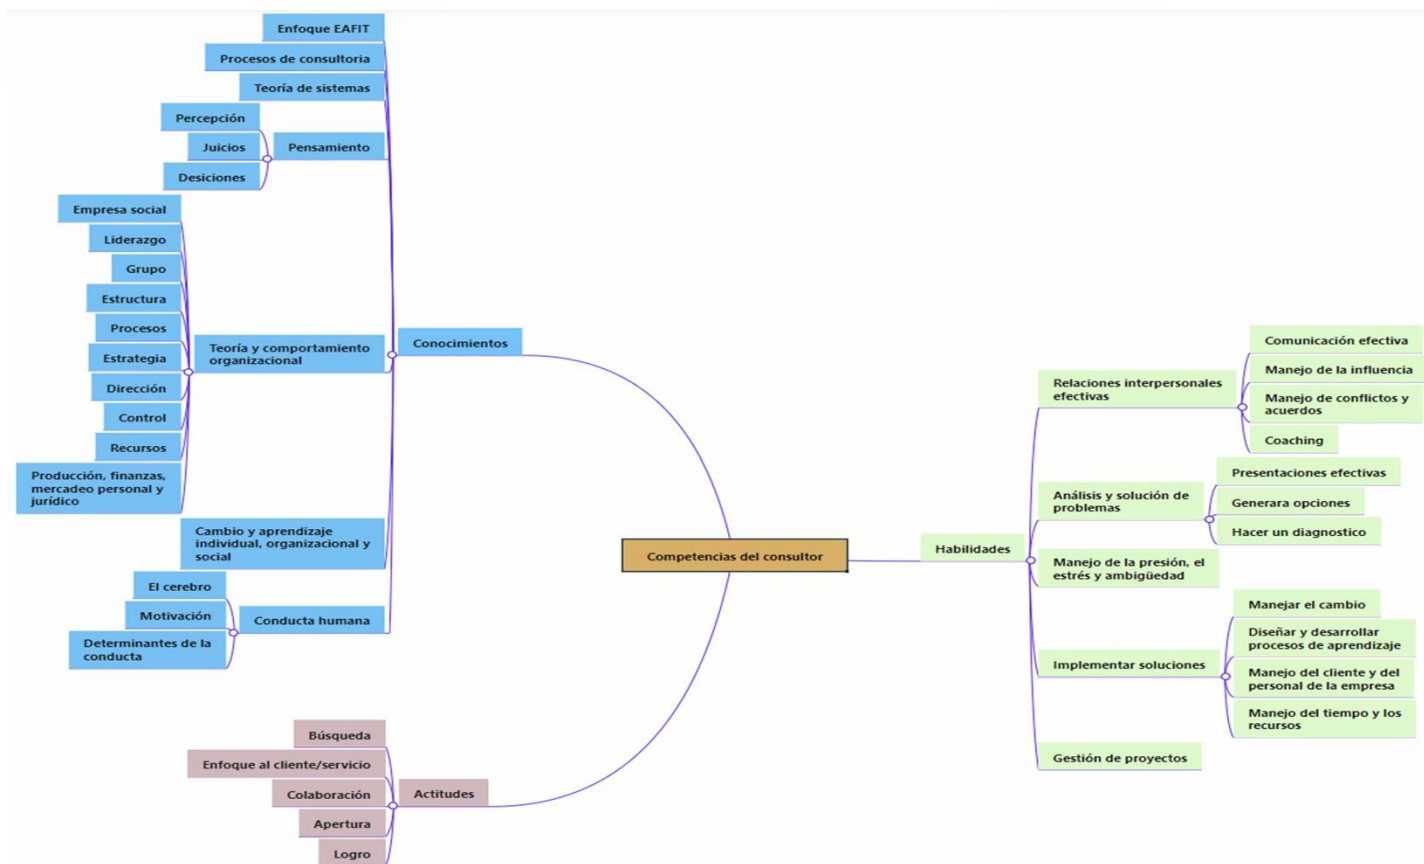 Enfoque EAFIT
Procesos de consultoria
Teoría de sistemas
Percepción
Juicios
Desiciones
Pensamiento
Empresa social
Liderazgo
Grupo
Estructura
Procesos
Estrategia
Dirección
Control
Recursos
Producción, finanzas,
mercadeo personal y
jurídico
Teoría y comportamiento
organizacional
Conocimientos
Cambio y aprendizaje
individual, organizacional y
social
El cerebro
Motivación
Determinantes de la
conducta
Conducta humana
Búsqueda
Enfoque al cliente/servicio
Colaboración
Apertura
Logro
Actitudes
Competencias del consultor
Habilidades
Relaciones interpersonales
efectivas
Comunicación efectiva
Manejo de la influencia
Manejo de conflictos y
acuerdos
Coaching
Análisis y solución de
problemas
Presentaciones efectivas
Generara opciones
Hacer un diagnostico
Manejo de la presión, el
estrés y ambigüedad
Implementar soluciones
Manejar el cambio
Diseñar y desarrollar
procesos de aprendizaje
Manejo del cliente y del
personal de la empresa
Manejo del tiempo y los
recursos
Gestión de proyectos